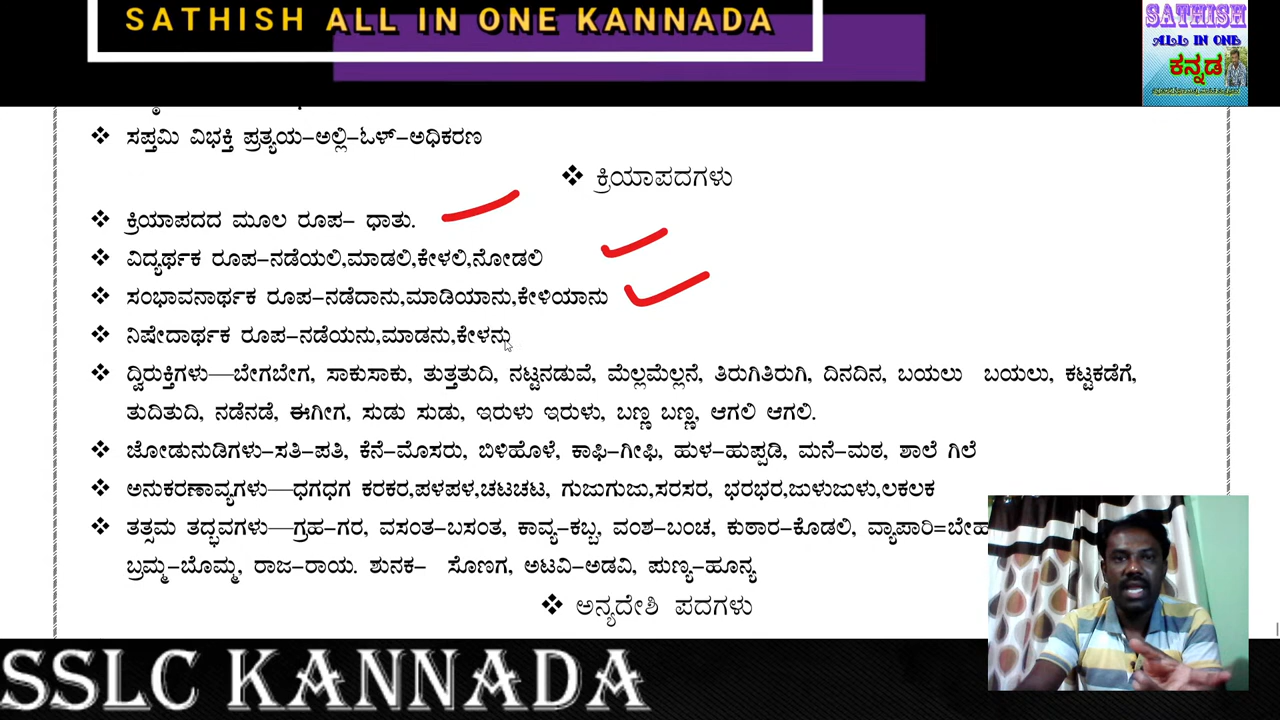 SATHISH ALL IN ONE KANNADA
SATHISH
ALL IN ONE
ಕನ್ನಡ
❖ ಸಪ್ತಮಿ ವಿಭಕ್ತಿ ಪ್ರತ್ಯಯ-ಅಲ್ಲಿ-ಓಳ್-ಅಧಿಕರಣ
❖ ಕ್ರಿಯಾಪದಗಳು
❖ ಕ್ರಿಯಾಪದದ ಮೂಲ ರೂಪ- ಧಾತು.
❖ ವಿದ್ಯರ್ಥಕ ರೂಪ-ನಡೆಯಲಿ,ಮಾಡಲಿ,ಕೇಳಲಿ,ನೋಡಲಿ
❖ ಸಂಭಾವನಾರ್ಥಕ ರೂಪ-ನಡೆದಾನು,ಮಾಡಿಯಾನು,ಕೇಳಿಯಾನು
❖ ನಿಷೇದಾರ್ಥಕ ರೂಪ-ನಡೆಯನು,ಮಾಡನು,ಕೇಳನು
❖ ದ್ವಿರುಕ್ತಿಗಳು—ಬೇಗಬೇಗ, ಸಾಕುಸಾಕು, ತುತ್ತತುದಿ, ನಟ್ಟನಡುವೆ, ಮೆಲ್ಲಮೆಲ್ಲನೆ, ತಿರುಗಿತಿರುಗಿ, ದಿನದಿನ, ಬಯಲು ಬಯಲು, ಕಟ್ಟಕಡೆಗೆ,
ತುದಿತುದಿ, ನಡೆನಡೆ, ಈಗೀಗ, ಸುಡು ಸುಡು, ಇರುಳು ಇರುಳು, ಬಣ್ಣ ಬಣ್ಣ, ಆಗಲಿ ಆಗಲಿ.
❖ ಜೋಡುನುಡಿಗಳು-ಸತಿ-ಪತಿ, ಕೆನೆ-ಮೊಸರು, ಬಿಳಿಹೊಳೆ, ಕಾಫಿ-ಗೀಫಿ, ಹುಳ-ಹುಪ್ಪಡಿ, ಮನೆ-ಮಠ, ಶಾಲೆ ಗಿಲೆ
❖ ಅನುಕರಣಾವ್ಯಗಳು—ಧಗಧಗ ಕರಕರ,ಪಳಪಳ,ಚಟಚಟ, ಗುಜುಗುಜು,ಸರಸರ, ಭರಭರ,ಜುಳುಜುಳು,ಲಕಲಕ
❖ ತತ್ಸಮ ತದ್ಭವಗಳು—ಗ್ರಹ-ಗರ, ವಸಂತ-ಬಸಂತ, ಕಾವ್ಯ-ಕಬ್ಬ, ವಂಶ-ಬಂಚ, ಕುಠಾರ-ಕೊಡಲಿ, ವ್ಯಾಪಾರಿ=ಬೇಹಾ
ಬ್ರಮ್ಮ-ಬೊಮ್ಮ, ರಾಜ-ರಾಯ. ಶುನಕ- ಸೊಣಗ, ಅಟವಿ-ಅಡವಿ, ಪುಣ್ಯ-ಹೂನ್ಯ
❖ ಅನ್ಯದೇಶಿ ಪದಗಳು
SSLC KANNADA